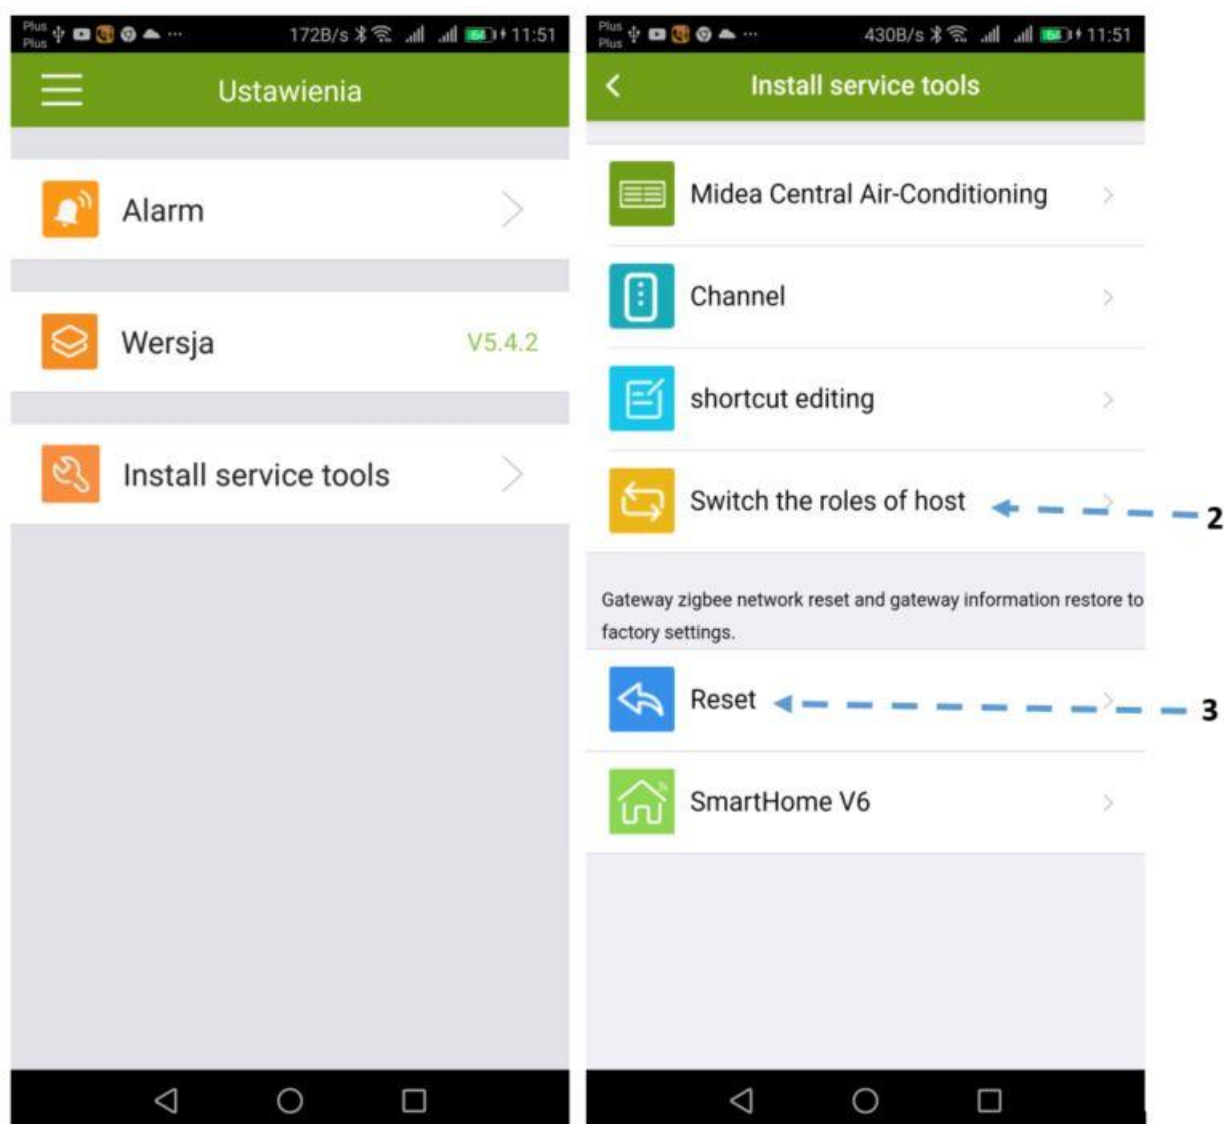 Plus
Plus
172B/s
64
11:51
Ustawienia
Alarm
Wersja
V5.4.2
Install service tools
Plus
Plus
430B/s
64
11:51
Install service tools
Midea Central Air-Conditioning
Channel
shortcut editing
Switch the roles of host
2
Gateway zigbee network reset and gateway information restore to
factory settings.
Reset
3
SmartHome V6